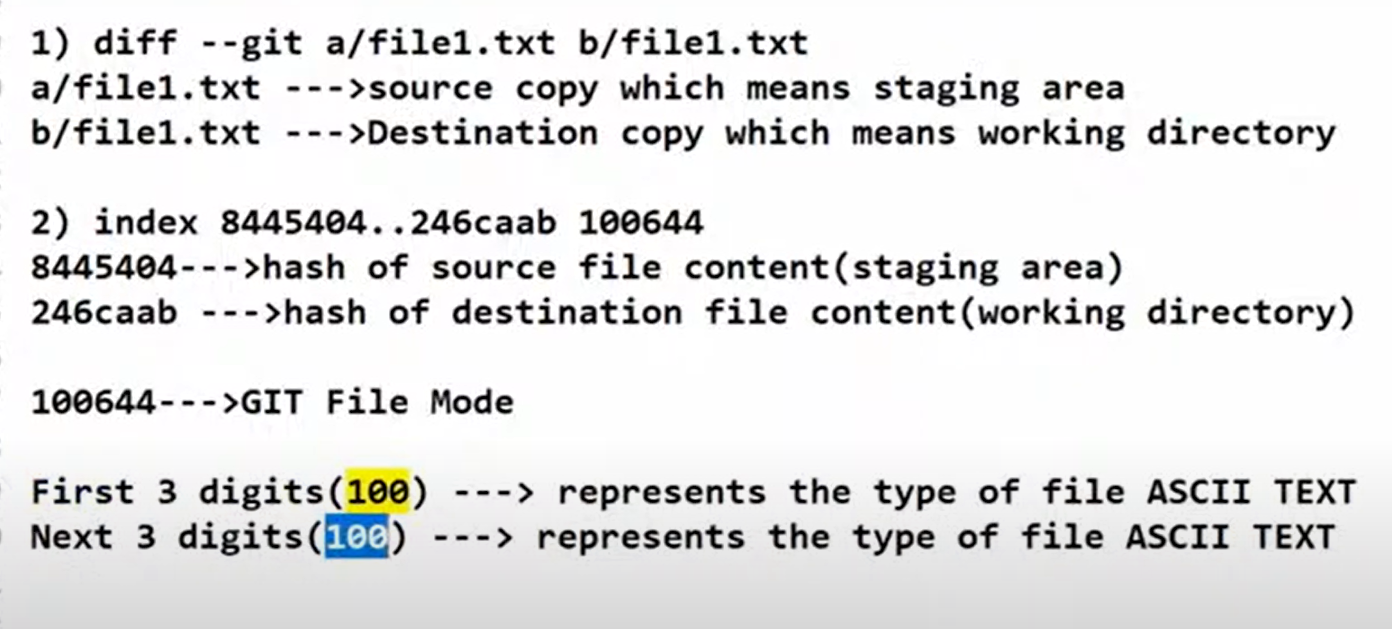 1) diff --git a/file1.txt b/file1.txt
a/file1.txt --->source copy which means staging area
b/file1.txt --->Destination copy which means working directory
2) index 8445404..246caab 100644
8445404--->hash of source file content(staging area)
246caab --->hash of destination file content(working directory)
100644--->GIT File Mode
First 3 digits(100) ---> represents the type of file ASCII TEXT
Next 3 digits(100) ---> represents the type of file ASCII TEXT